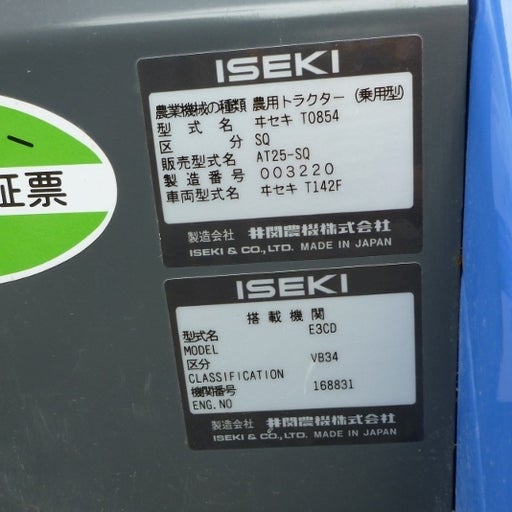 ー
証票
ISEKI
農業機械の種類 農用トラクター (乗用型)
型式名 ヰセキ T0854
区分 SQ
販売型式名 AT25-SQ
製造番号 003220
車両型式名 ヰセキ T142F
製造会社 井関農機株式会社
ISEKI & CO., LTD. MADE IN JAPAN
ISEKI
搭載機関
型式名 E3CD
MODEL
区分 VB34
CLASSIFICATION
機関番号 168831
ENG.NO
製造会社 井関農機株式会社
ISEKI & CO., LTD. MADE IN JAPAN